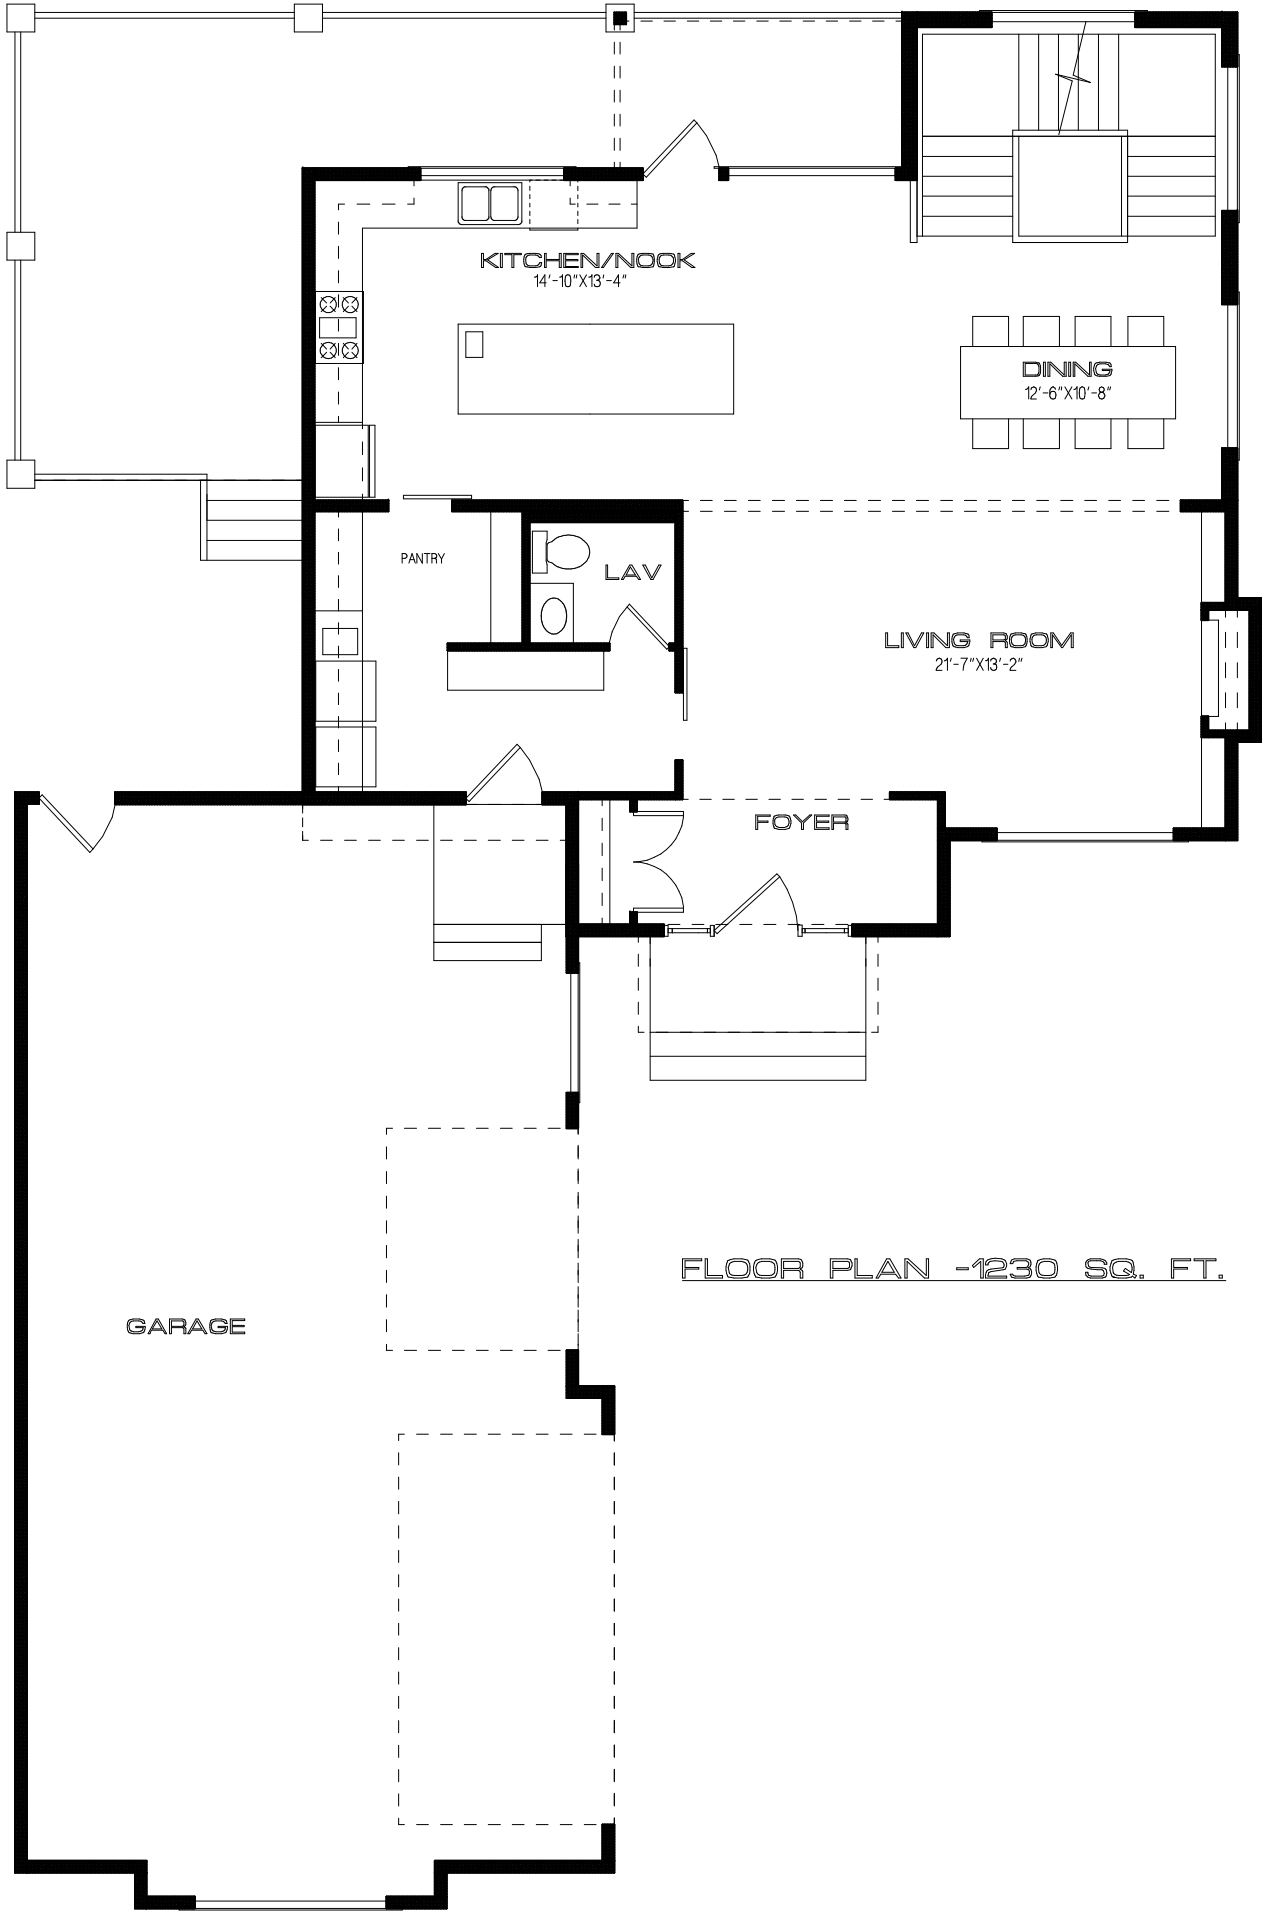 KITCHEN/NOOK
14'-10"X13'-4"
DINING
12'-6"X10'-8"
PANTRY
LAV
LIVING ROOM
21'-7"X13'-2"
FOYER
FLOOR PLAN -1230 SQ. FT.
GARAGE